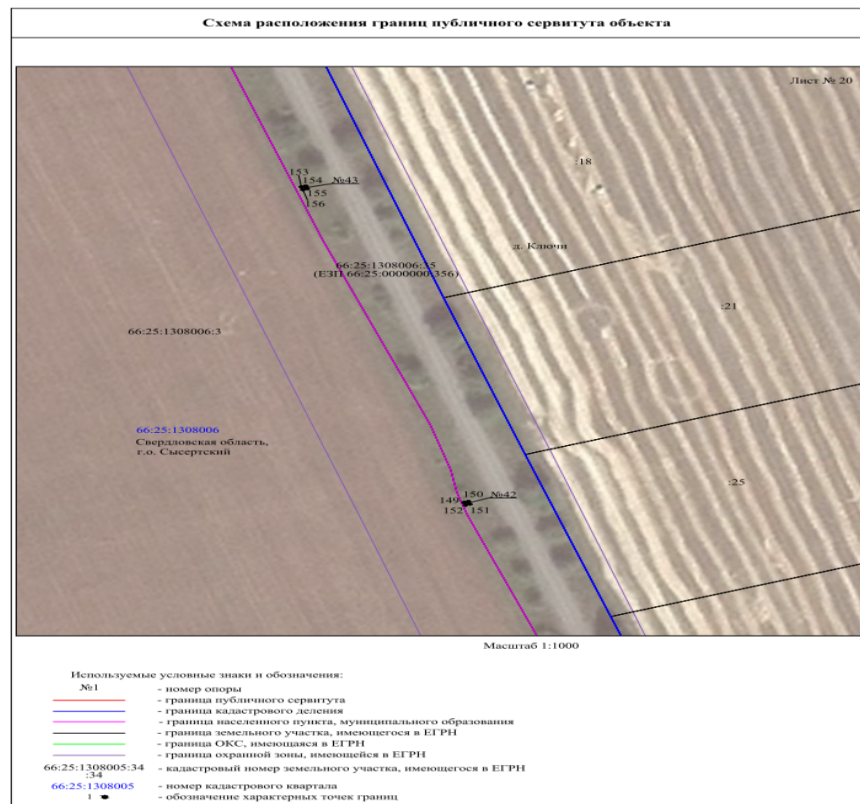 Схема расположения границ публичного сервитута объекта
Лист № 20
:18
153
154 №43
155
156
д. Ключи
66:25:1308006:35
(ЕЗП 66:25:0000000:356)
:21
66:25:1308006:3
66:25:1308006
Свердловская область,
г.о. Сысертский
:25
149 150 №42
152 151
Масштаб 1:1000
Используемые условные знаки и обозначения:
№1 - номер опоры
- граница публичного сервитута
- граница кадастрового деления
- граница населенного пункта, муниципального образования
- граница земельного участка, имеющегося в ЕГРН
- граница ОКС, имеющаяся в ЕГРН
- граница охранной зоны, имеющейся в ЕГРН
66:25:1308005:34
:34 - кадастровый номер земельного участка, имеющегося в ЕГРН
66:25:1308005 - номер кадастрового квартала
1 - обозначение характерных точек границ